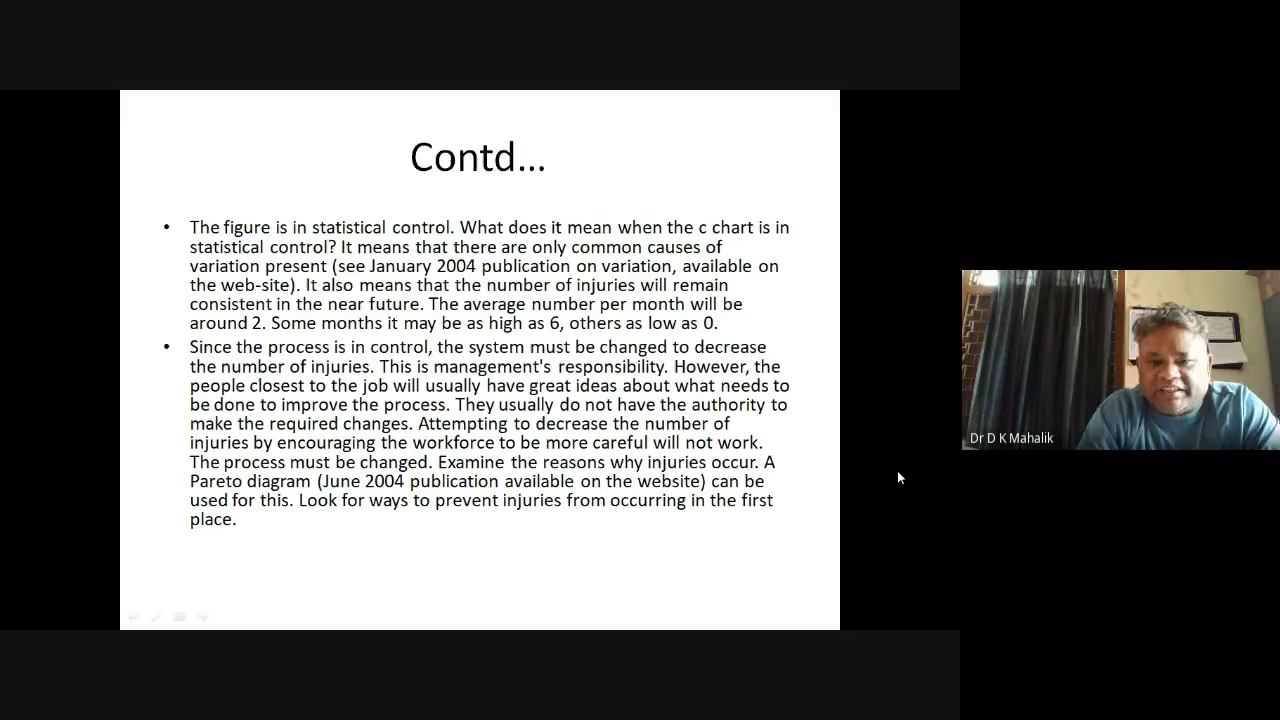 Contd...
• The figure is in statistical control. What does it mean when the c chart is in
statistical control? It means that there are only common causes of
variation present (see January 2004 publication on variation, available on
the web-site). It also means that the number of injuries will remain
consistent in the near future. The average number per month will be
around 2. Some months it may be as high as 6, others as low as 0.
• Since the process is in control, the system must be changed to decrease
the number of injuries. This is management's responsibility. However, the
people closest to the job will usually have great ideas about what needs to
be done to improve the process. They usually do not have the authority to
make the required changes. Attempting to decrease the number of
injuries by encouraging the workforce to be more careful will not work.
The process must be changed. Examine the reasons why injuries occur. A
Pareto diagram (June 2004 publication available on the website) can be
used for this. Look for ways to prevent injuries from occurring in the first
place.
Dr D K Mahalik